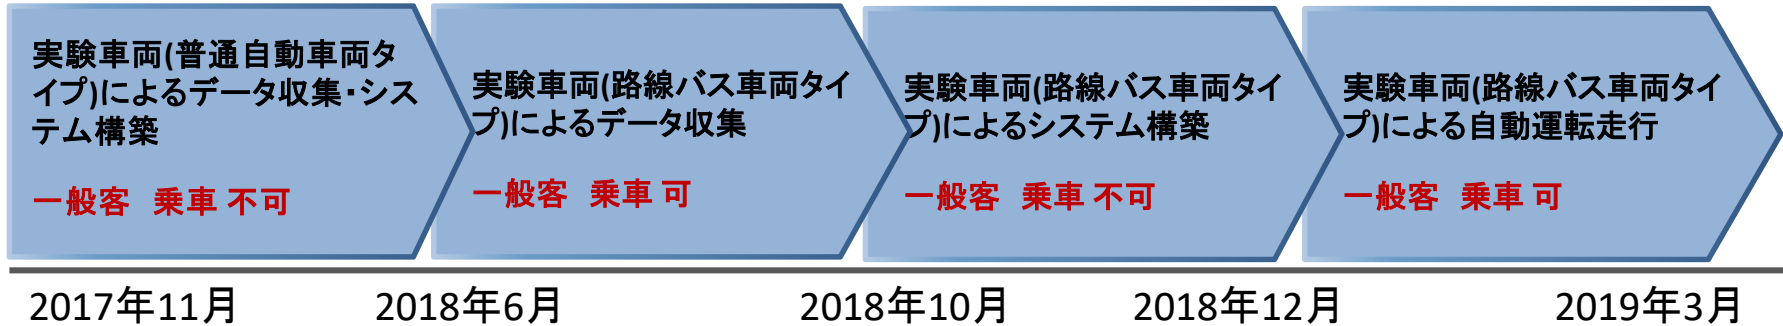 実験車両(普通自動車両タ
イプ)によるデータ収集・シス
テム構築
一般客　乗車 不可
実験車両(路線バス車両タイ
プ)によるデータ収集
一般客　乗車 可
実験車両(路線バス車両タイ
プ)によるシステム構築
一般客　乗車 不可
実験車両(路線バス車両タイ
プ)による自動運転走行
一般客　乗車 可
2017年11月
2018年6月
2018年10月
2018年12月
2019年3月